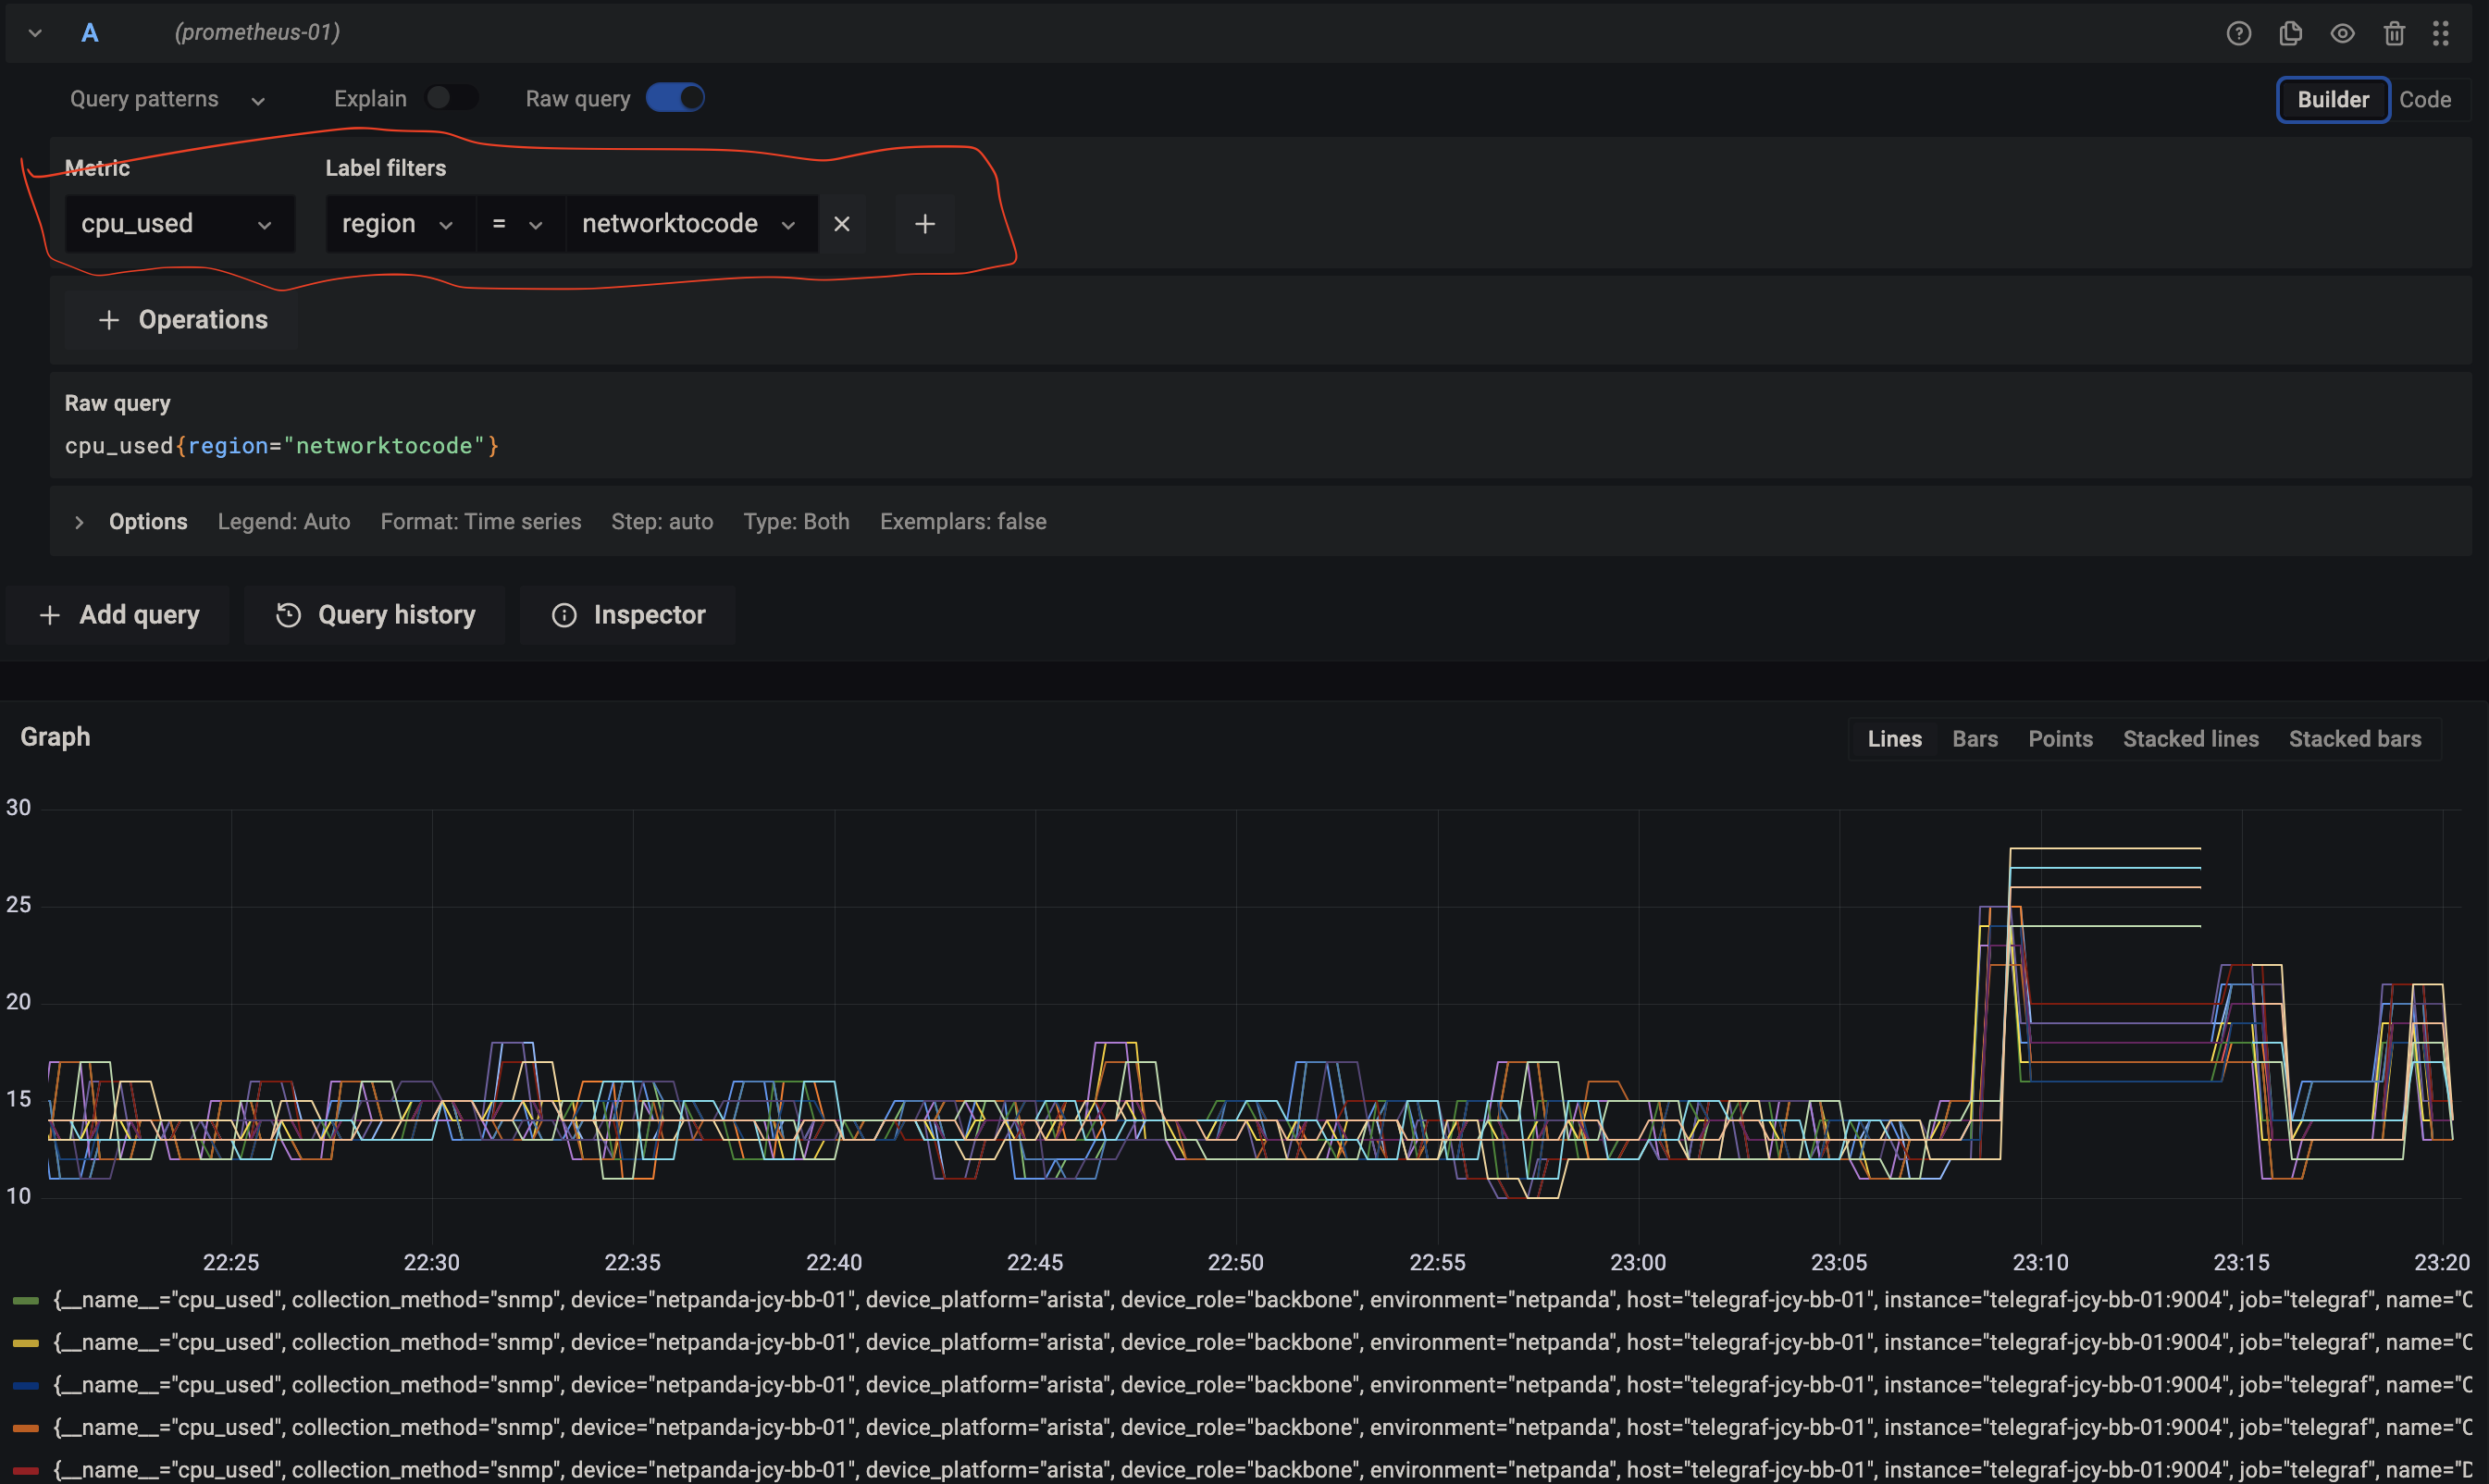 A (prometheus-01)
Query patterns Explain Raw query Builder Code
Metric Label filters
cpu_used region = networktocode
+ Operations
Raw query
cpu_used{region="networktocode"}
Options Legend: Auto Format: Time series Step: auto Type: Both Exemplars: false
+ Add query Query history Inspector
Graph Lines Bars Points Stacked lines Stacked bars
30
25
20
15
10
22:25 22:30 22:35 22:40 22:45 22:50 22:55 23:00 23:05 23:10 23:15 23:20
{__name__="cpu_used", collection_method="snmp", device="netpanda-jcy-bb-01", device_platform="arista", device_role="backbone", environment="netpanda", host="telegraf-jcy-bb-01", instance="telegraf-jcy-bb-01:9004", job="telegraf", name="C
{__name__="cpu_used", collection_method="snmp", device="netpanda-jcy-bb-01", device_platform="arista", device_role="backbone", environment="netpanda", host="telegraf-jcy-bb-01", instance="telegraf-jcy-bb-01:9004", job="telegraf", name="C
{__name__="cpu_used", collection_method="snmp", device="netpanda-jcy-bb-01", device_platform="arista", device_role="backbone", environment="netpanda", host="telegraf-jcy-bb-01", instance="telegraf-jcy-bb-01:9004", job="telegraf", name="C
{__name__="cpu_used", collection_method="snmp", device="netpanda-jcy-bb-01", device_platform="arista", device_role="backbone", environment="netpanda", host="telegraf-jcy-bb-01", instance="telegraf-jcy-bb-01:9004", job="telegraf", name="C
{__name__="cpu_used", collection_method="snmp", device="netpanda-jcy-bb-01", device_platform="arista", device_role="backbone", environment="netpanda", host="telegraf-jcy-bb-01", instance="telegraf-jcy-bb-01:9004", job="telegraf", name="D